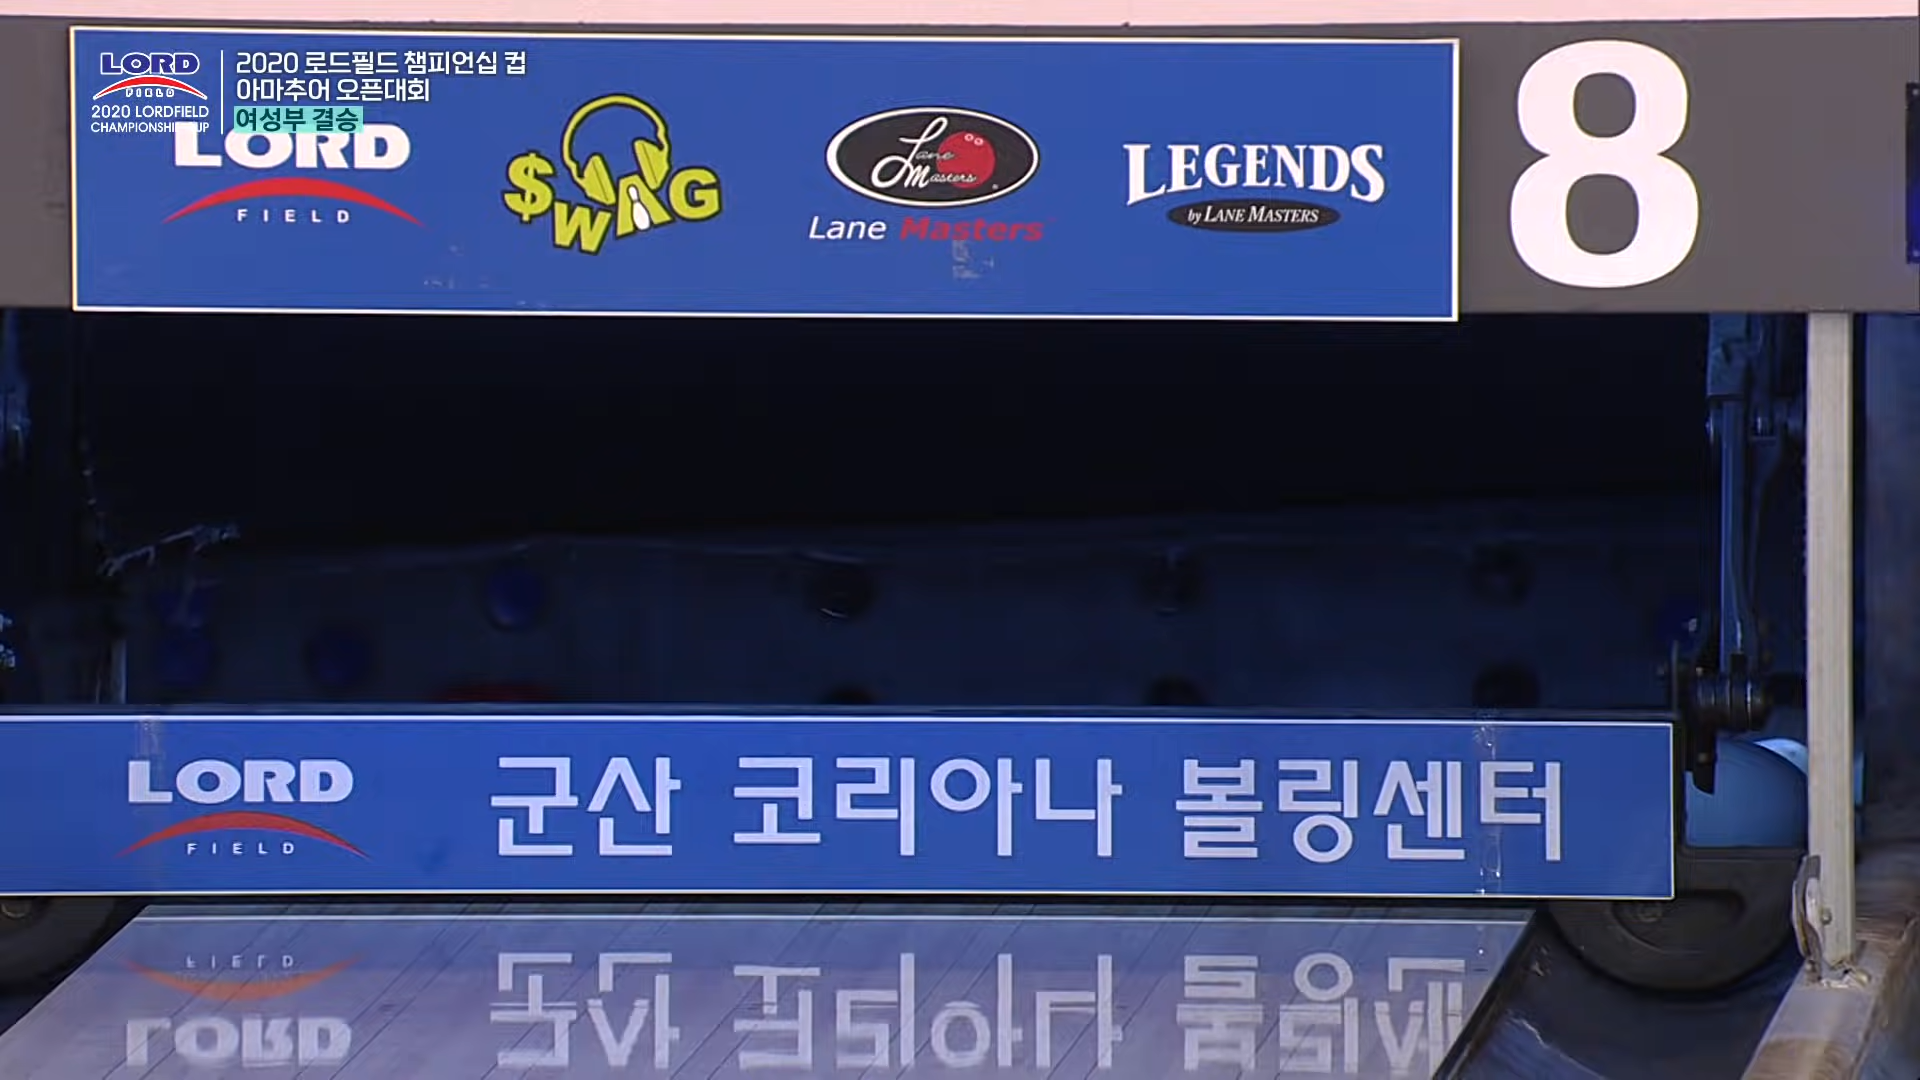 LORD
FIELD
2020 LORDFIELD
CHAMPIONSHIP CUP
2020 로드필드 챔피언십 컵
아마추어 오픈대회
여성부 결승
LORD
FIELD
$WAG
Lane Masters
Lane Masters
LEGENDS
by LANE MASTERS
8
LORD
FIELD
군산 코리아나 볼링센터